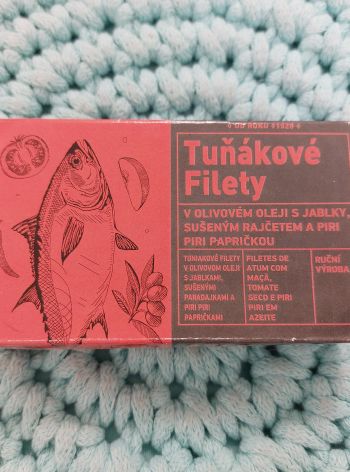 OD ROKU #1920
Tuňákové
Filety
V OLIVOVÉM OLEJI S JABLKY,
SUŠENÝM RAJČETEM A PIRI
PIRI PAPRIČKOU
TUNIAKOVÉ FILETY
V OLIVOVOM OLEJI
S JABLKAMI,
SUŠENÝMI
PARADAJKAMI A
PIRI PIRI
PAPRIČKAMI
FILETES DE
ATUM COM
MAÇÃ,
TOMATE
SECO E PIRI
PIRI EM
AZEITE
RUČNÍ
VÝROBA